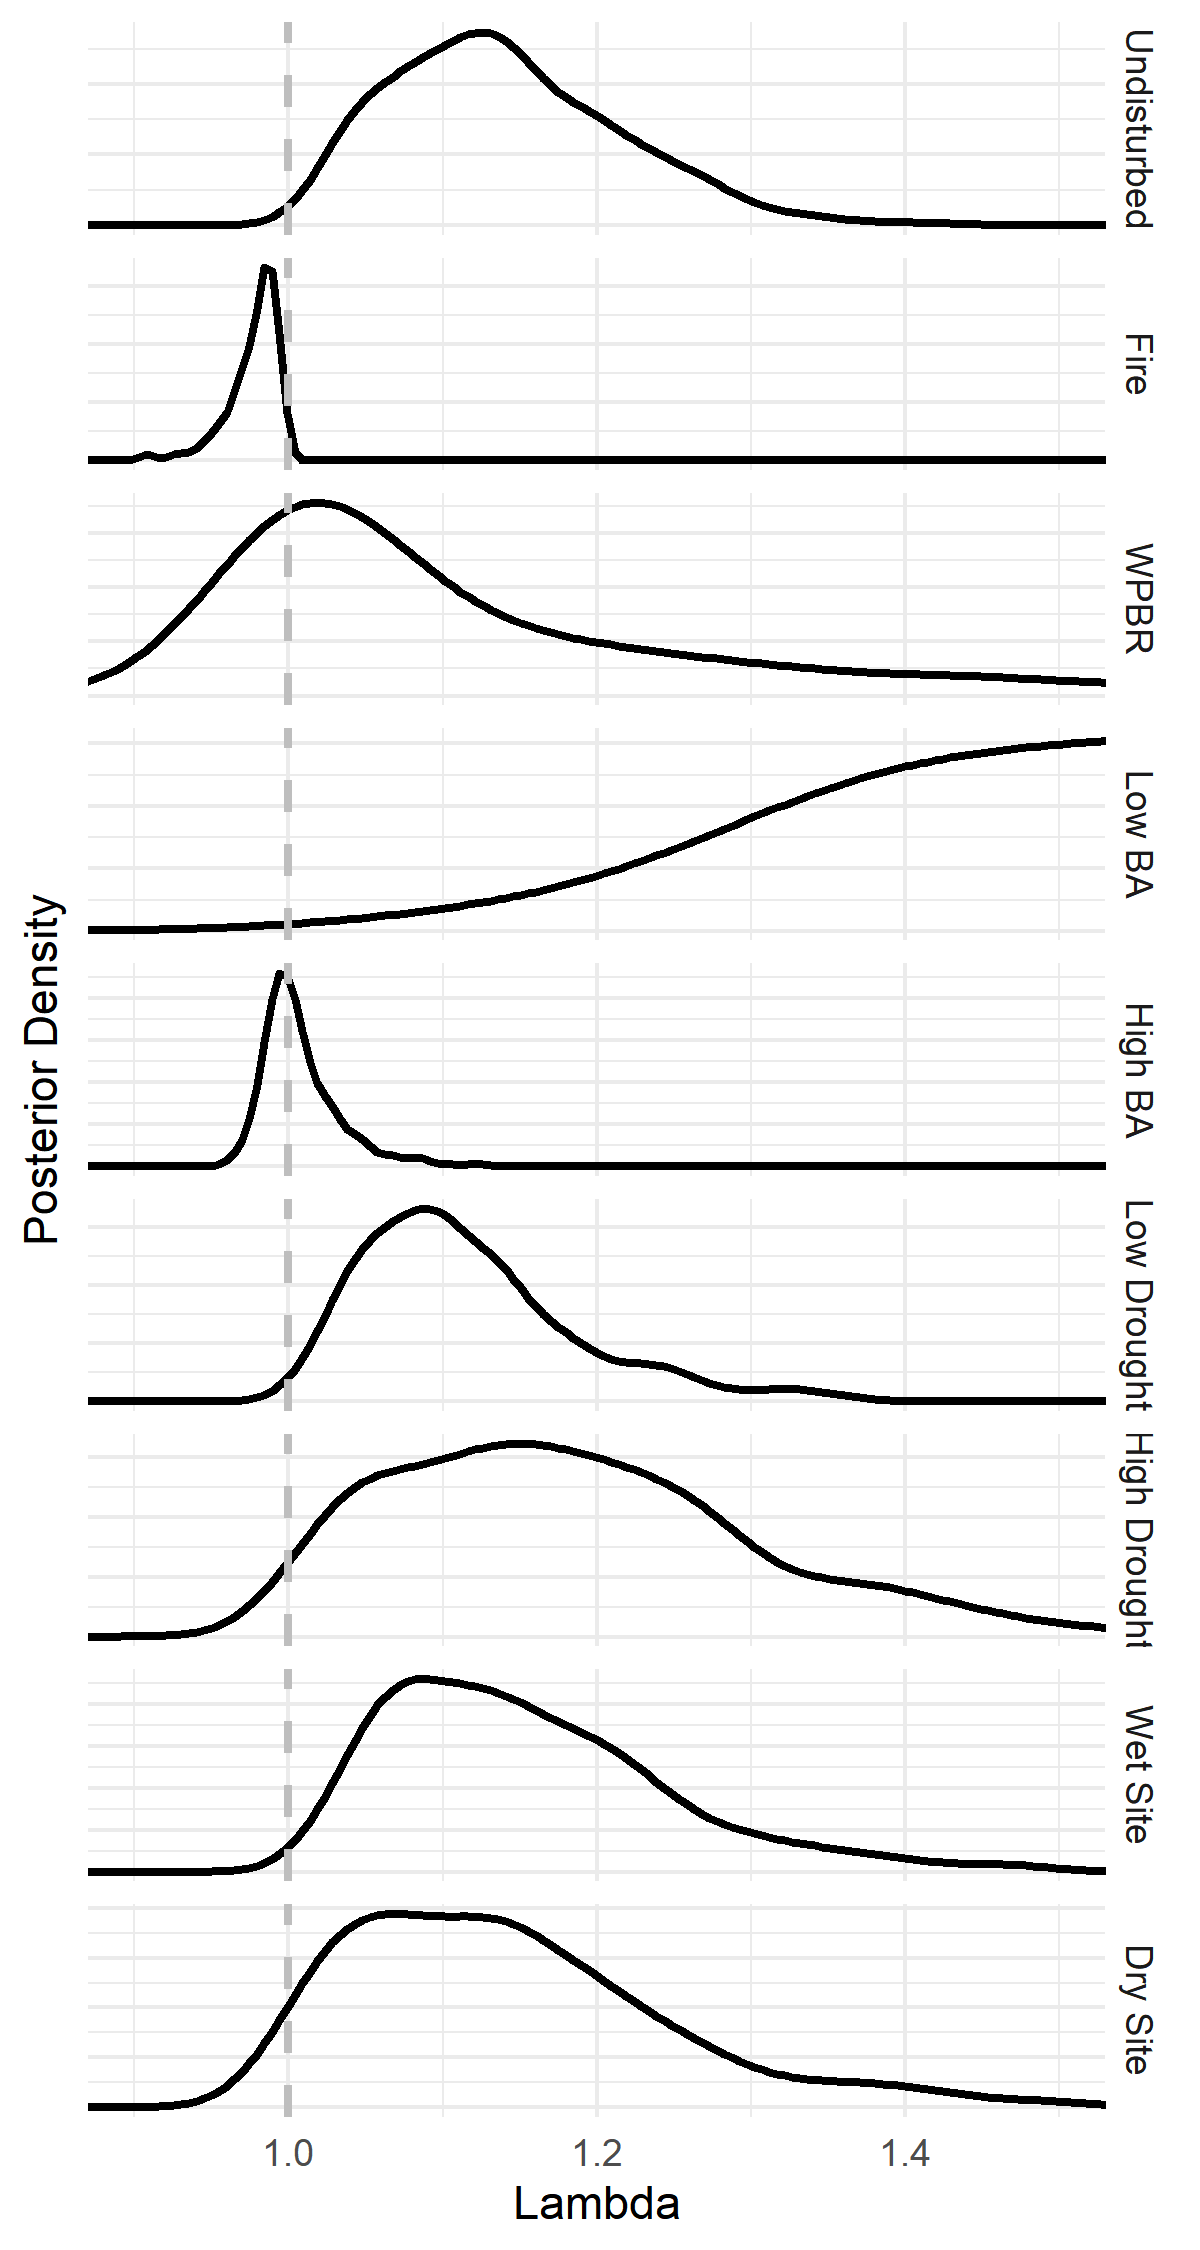 Undisturbed
Fire
WPBR
Low BA
High BA
Low Drought
High Drought
Wet Site
Dry Site
Posterior Density
1.0 1.2 1.4
Lambda